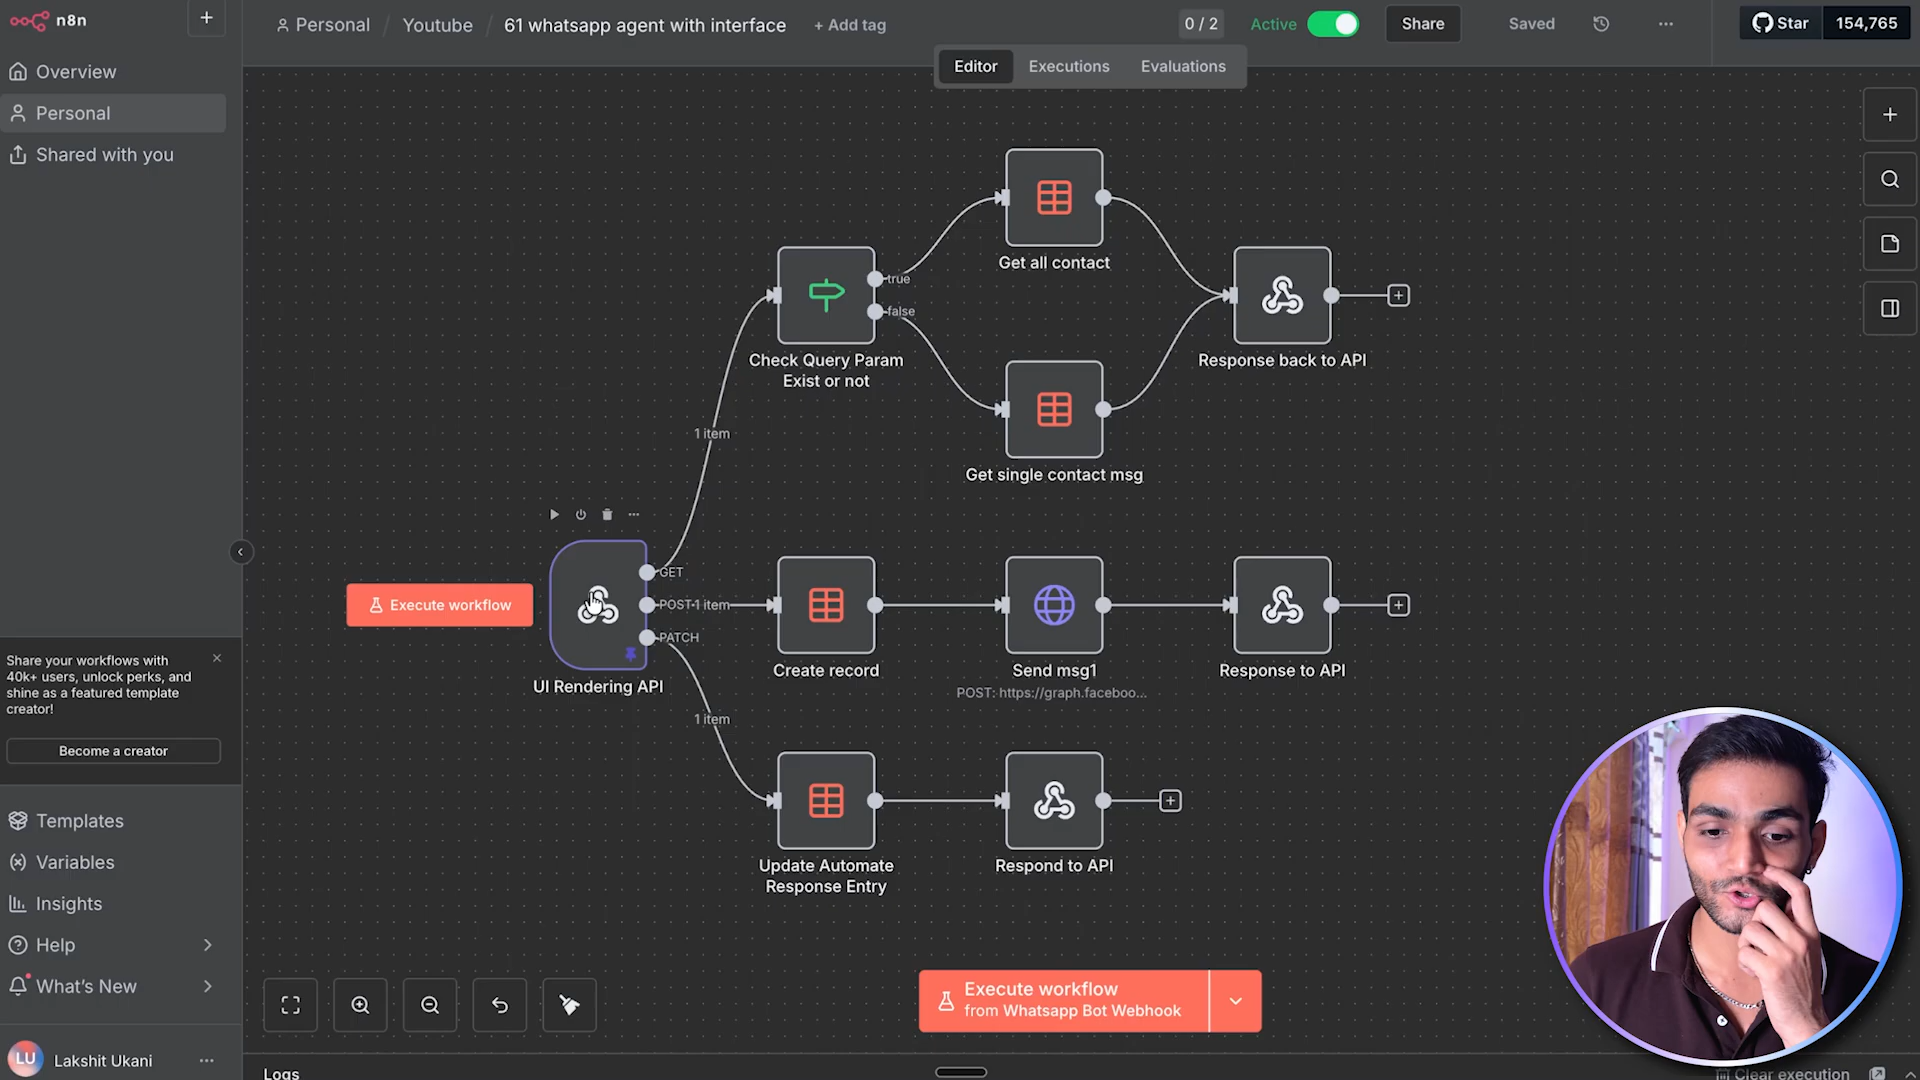 n8n
Personal / Youtube / 61 whatsapp agent with interface + Add tag
0 / 2 Active Share Saved Star 154,765
Editor Executions Evaluations
Overview
Personal
Shared with you
Get all contact
true
false
Check Query Param
Exist or not
Response back to API
1 item
Get single contact msg
Execute workflow
GET
POST 1 item
PATCH
UI Rendering API
Create record
Send msg1
POST: https://graph.faceboo...
Response to API
1 item
Update Automate
Response Entry
Respond to API
Share your workflows with
40k+ users, unlock perks, and
shine as a featured template
creator!
Become a creator
Templates
Variables
Insights
Help
What's New
LU Lakshit Ukani
Execute workflow
from Whatsapp Bot Webhook
Logs
Clear execution